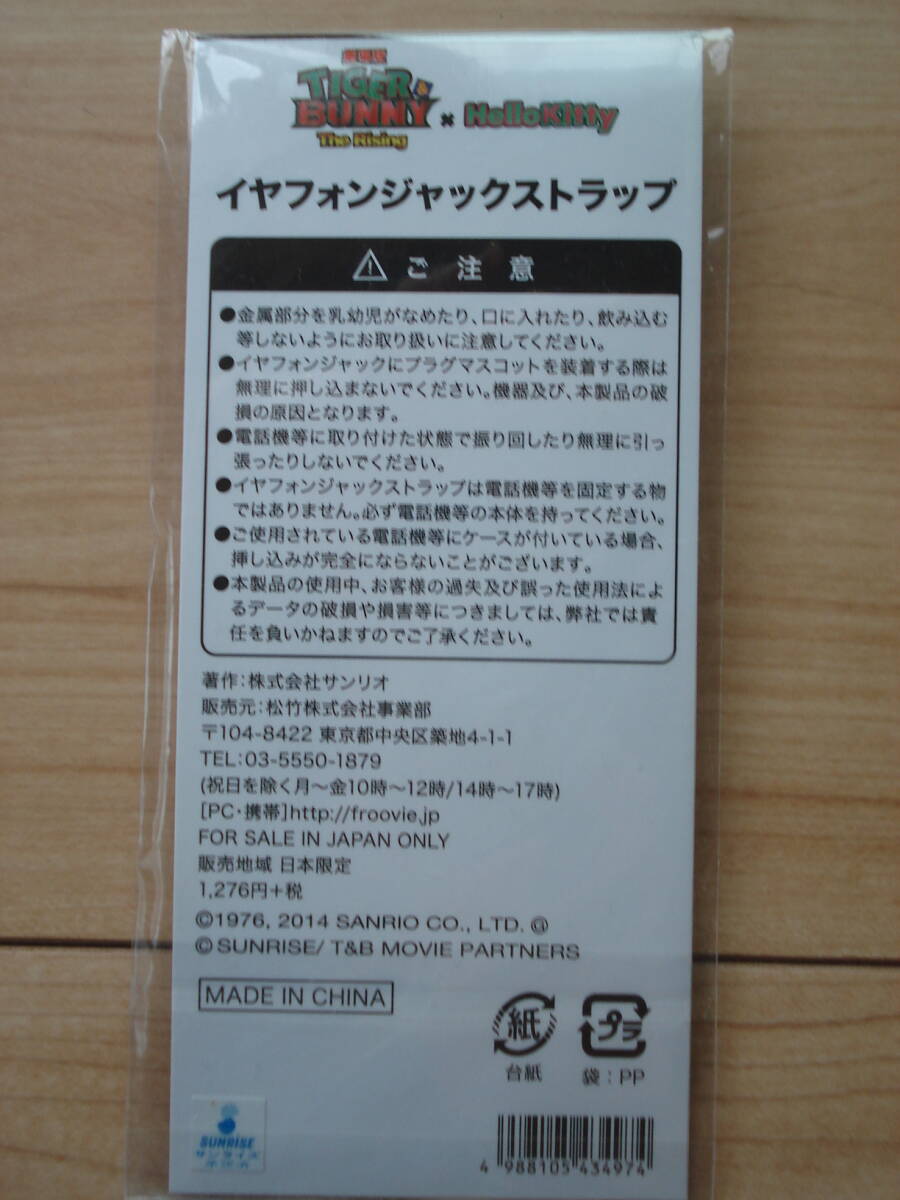 劇場版
TIGER &
BUNNY
The Rising
× HelloKitty
イヤフォンジャックストラップ
ご注意
●金属部分を乳幼児がなめたり、口に入れたり、飲み込む
等しないようにお取り扱いに注意してください。
●イヤフォンジャックにプラグマスコットを装着する際は
無理に押し込まないでください。機器及び、本製品の破
損の原因となります。
●電話機等に取り付けた状態で振り回したり無理に引っ
張ったりしないでください。
●イヤフォンジャックストラップは電話機等を固定する物
ではありません。必ず電話機等の本体を持ってください。
●ご使用されている電話機等にケースが付いている場合、
挿し込みが完全にならないことがございます。
●本製品の使用中、お客様の過失及び誤った使用法によ
るデータの破損や損害等につきましては、弊社では責
任を負いかねますのでご了承ください。
著作:株式会社サンリオ
販売元:松竹株式会社事業部
〒104-8422 東京都中央区築地4-1-1
TEL:03-5550-1879
(祝日を除く月〜金10時〜12時/14時〜17時)
[PC・携帯]http://froovie.jp
FOR SALE IN JAPAN ONLY
販売地域 日本限定
1,276円+税
©1976, 2014 SANRIO CO., LTD. Ⓖ
©SUNRISE/ T&B MOVIE PARTNERS
MADE IN CHINA
紙
台紙
プラ
袋:PP
SUNRISE
サンライズ
4 988105 434974